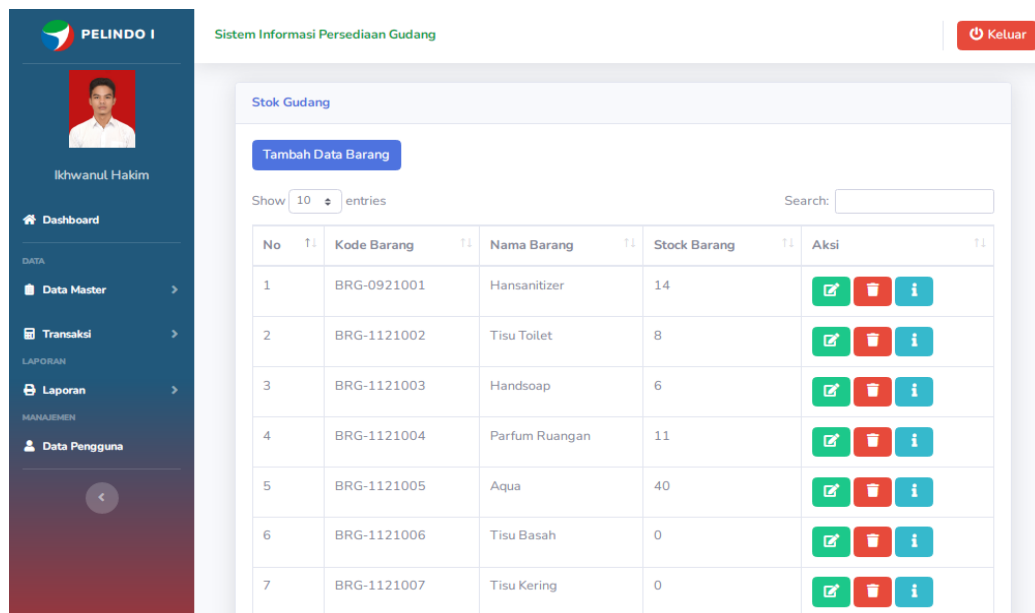 PELINDO I
Sistem Informasi Persediaan Gudang
Keluar
Ikhwanul Hakim
Dashboard
DATA
Data Master
Transaksi
LAPORAN
Laporan
MANAJEMEN
Data Pengguna
Stok Gudang
Tambah Data Barang
Show 10 entries Search:
No Kode Barang Nama Barang Stock Barang Aksi
1 BRG-0921001 Hansanitizer 14
2 BRG-1121002 Tisu Toilet 8
3 BRG-1121003 Handsoap 6
4 BRG-1121004 Parfum Ruangan 11
5 BRG-1121005 Aqua 40
6 BRG-1121006 Tisu Basah 0
7 BRG-1121007 Tisu Kering 0